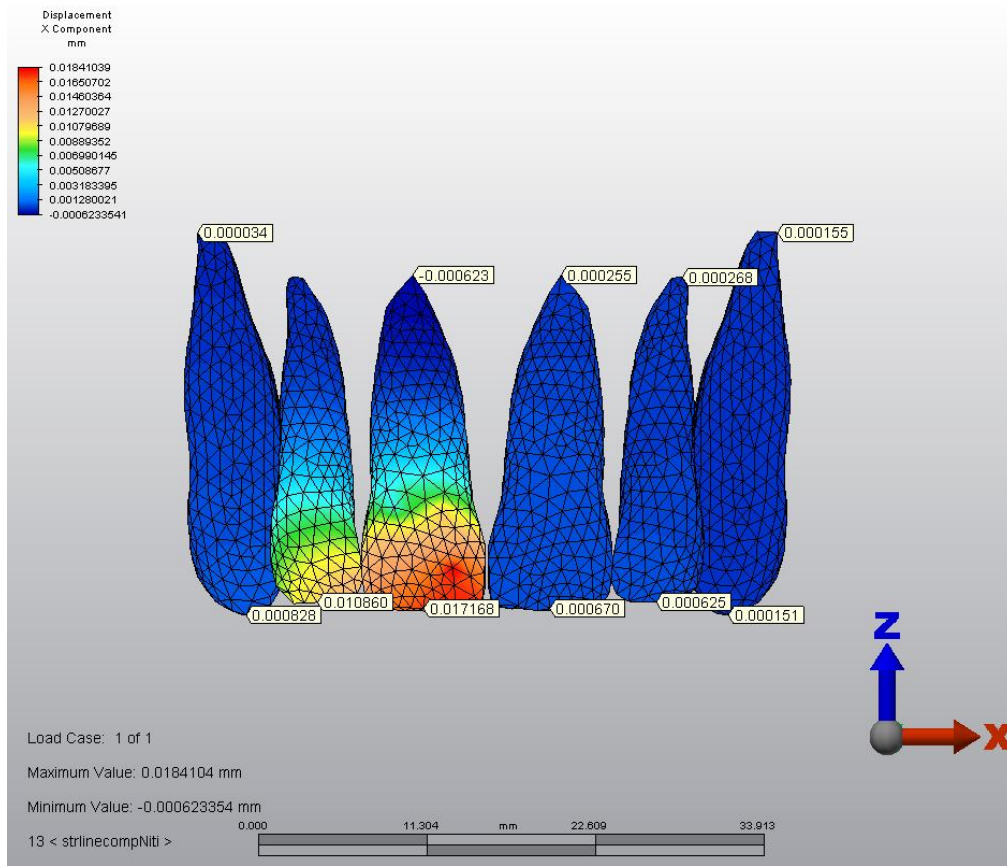 Displacement
X Component
mm
0.01841039
0.01650702
0.01460364
0.01270027
0.01079689
0.00889352
0.006990145
0.00508677
0.003183395
0.001280021
-0.0006233541
0.000034
0.000155
-0.000623
0.000255
0.000268
0.010860
0.017168
0.000670
0.000625
0.000828
0.000151
Z
X
Load Case: 1 of 1
Maximum Value: 0.0184104 mm
Minimum Value: -0.000623354 mm
0.000 11.304 mm 22.609 33.913
13 < strlinecompNiti >